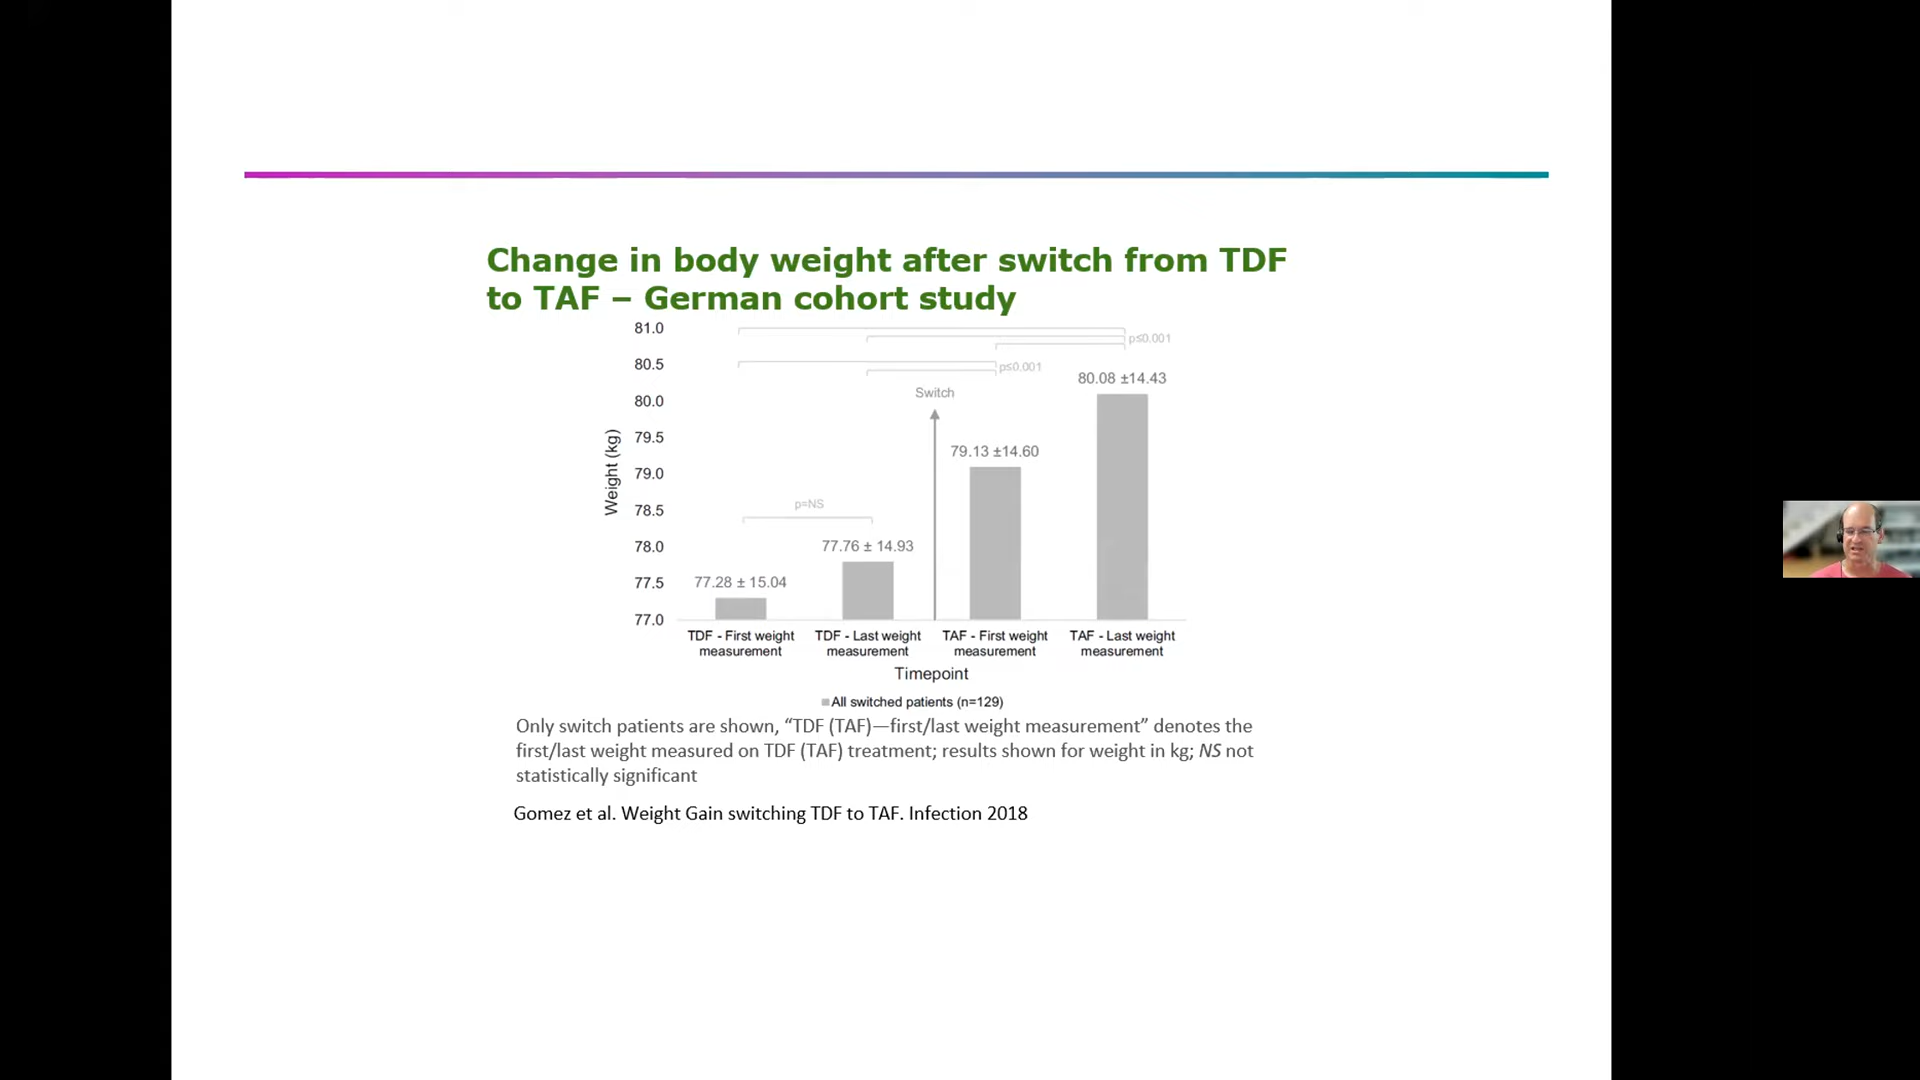 Change in body weight after switch from TDF
to TAF – German cohort study
81.0
80.5
80.0
79.5
79.0
78.5
78.0
77.5
77.0
Weight (kg)
p≤0.001
p≤0.001
Switch
p=NS
77.28 ± 15.04
77.76 ± 14.93
79.13 ±14.60
80.08 ±14.43
TDF - First weight
measurement
TDF - Last weight
measurement
TAF - First weight
measurement
TAF - Last weight
measurement
Timepoint
All switched patients (n=129)
Only switch patients are shown, “TDF (TAF)—first/last weight measurement” denotes the
first/last weight measured on TDF (TAF) treatment; results shown for weight in kg; NS not
statistically significant
Gomez et al. Weight Gain switching TDF to TAF. Infection 2018